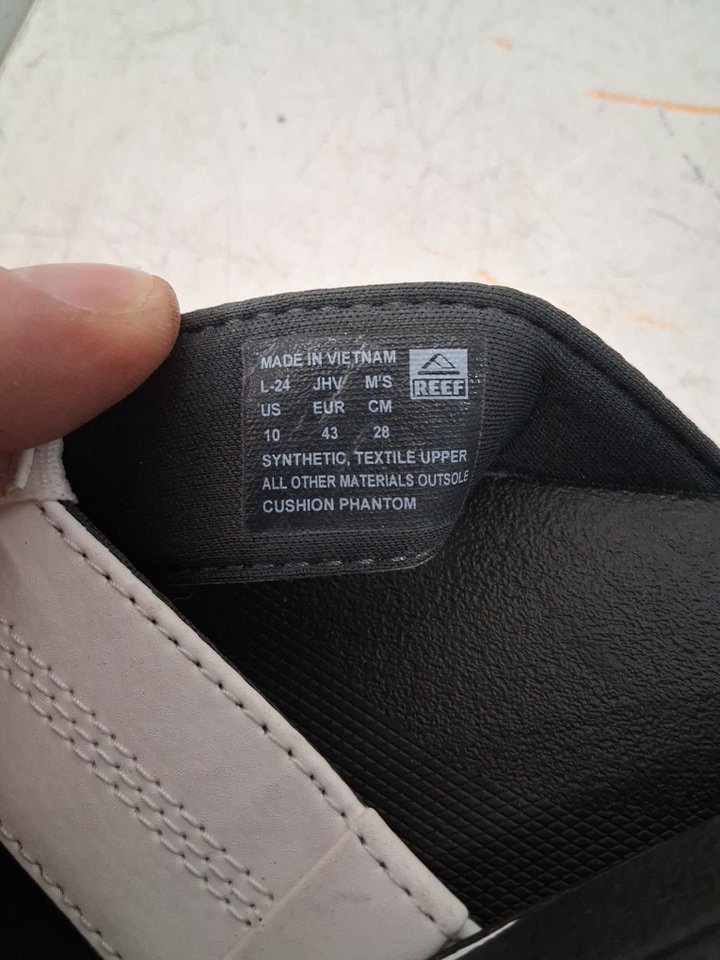 MADE IN VIETNAM
REEF
L-24 JHV M'S
US EUR CM
10 43 28
SYNTHETIC, TEXTILE UPPER
ALL OTHER MATERIALS OUTSOLE
CUSHION PHANTOM